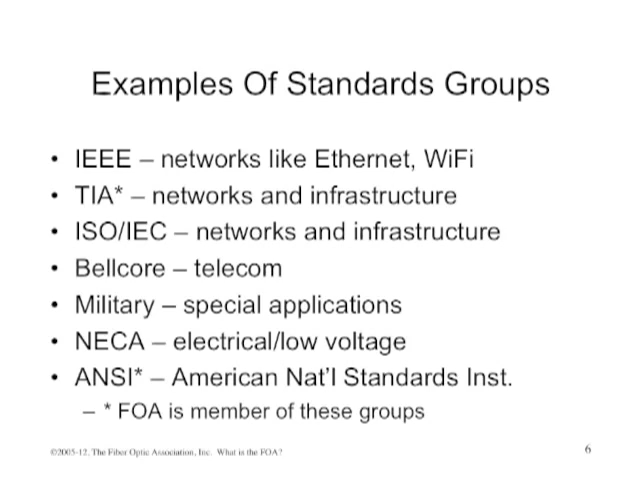 Examples Of Standards Groups
• IEEE – networks like Ethernet, WiFi
• TIA* – networks and infrastructure
• ISO/IEC – networks and infrastructure
• Bellcore – telecom
• Military – special applications
• NECA – electrical/low voltage
• ANSI* – American Nat'l Standards Inst.
– * FOA is member of these groups
©2005-12, The Fiber Optic Association, Inc. What is the FOA?
6